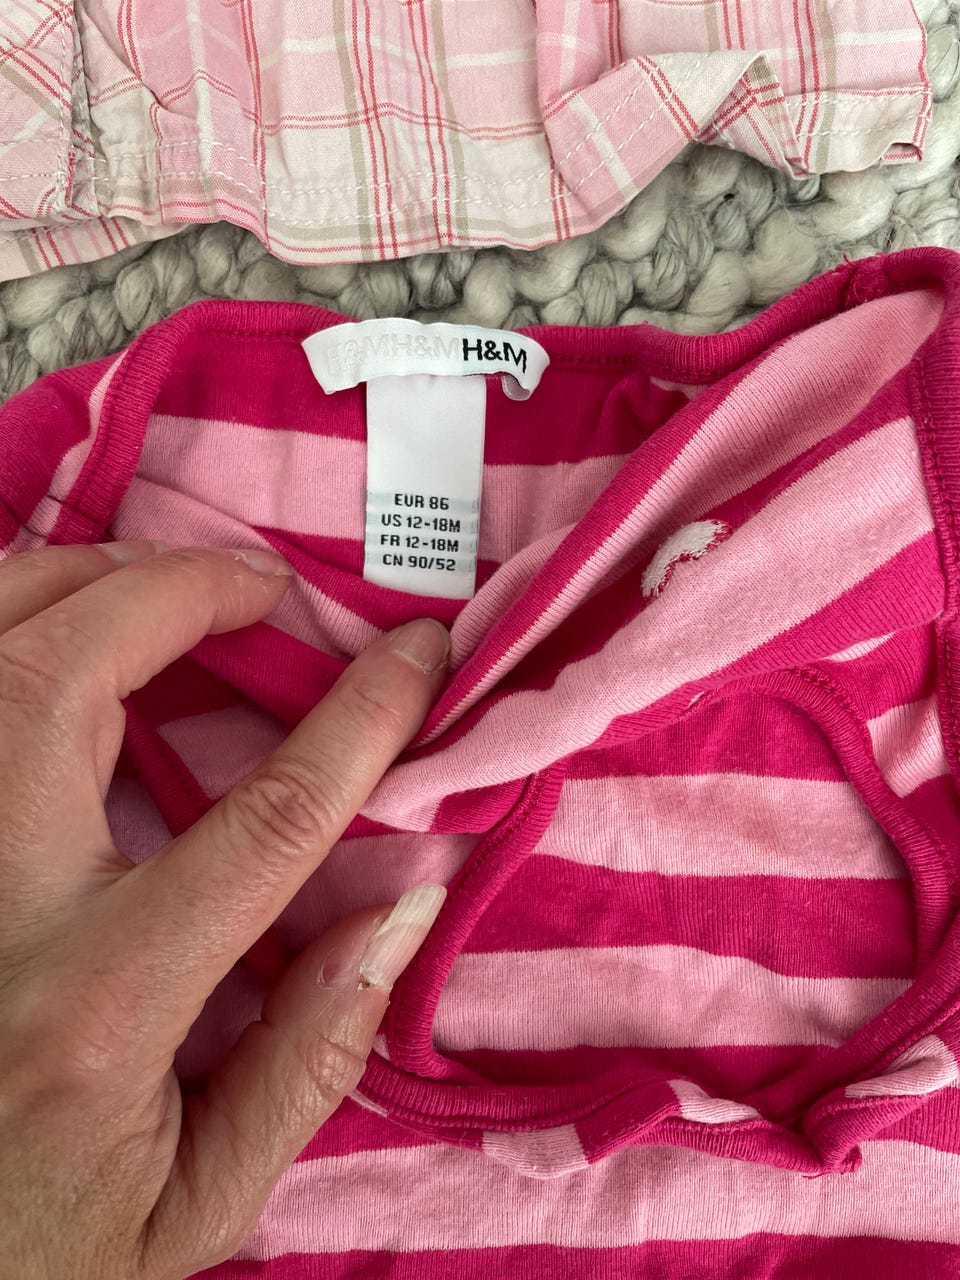 H&MH&MH&M
EUR 86
US 12-18M
FR 12-18M
CN 90/52